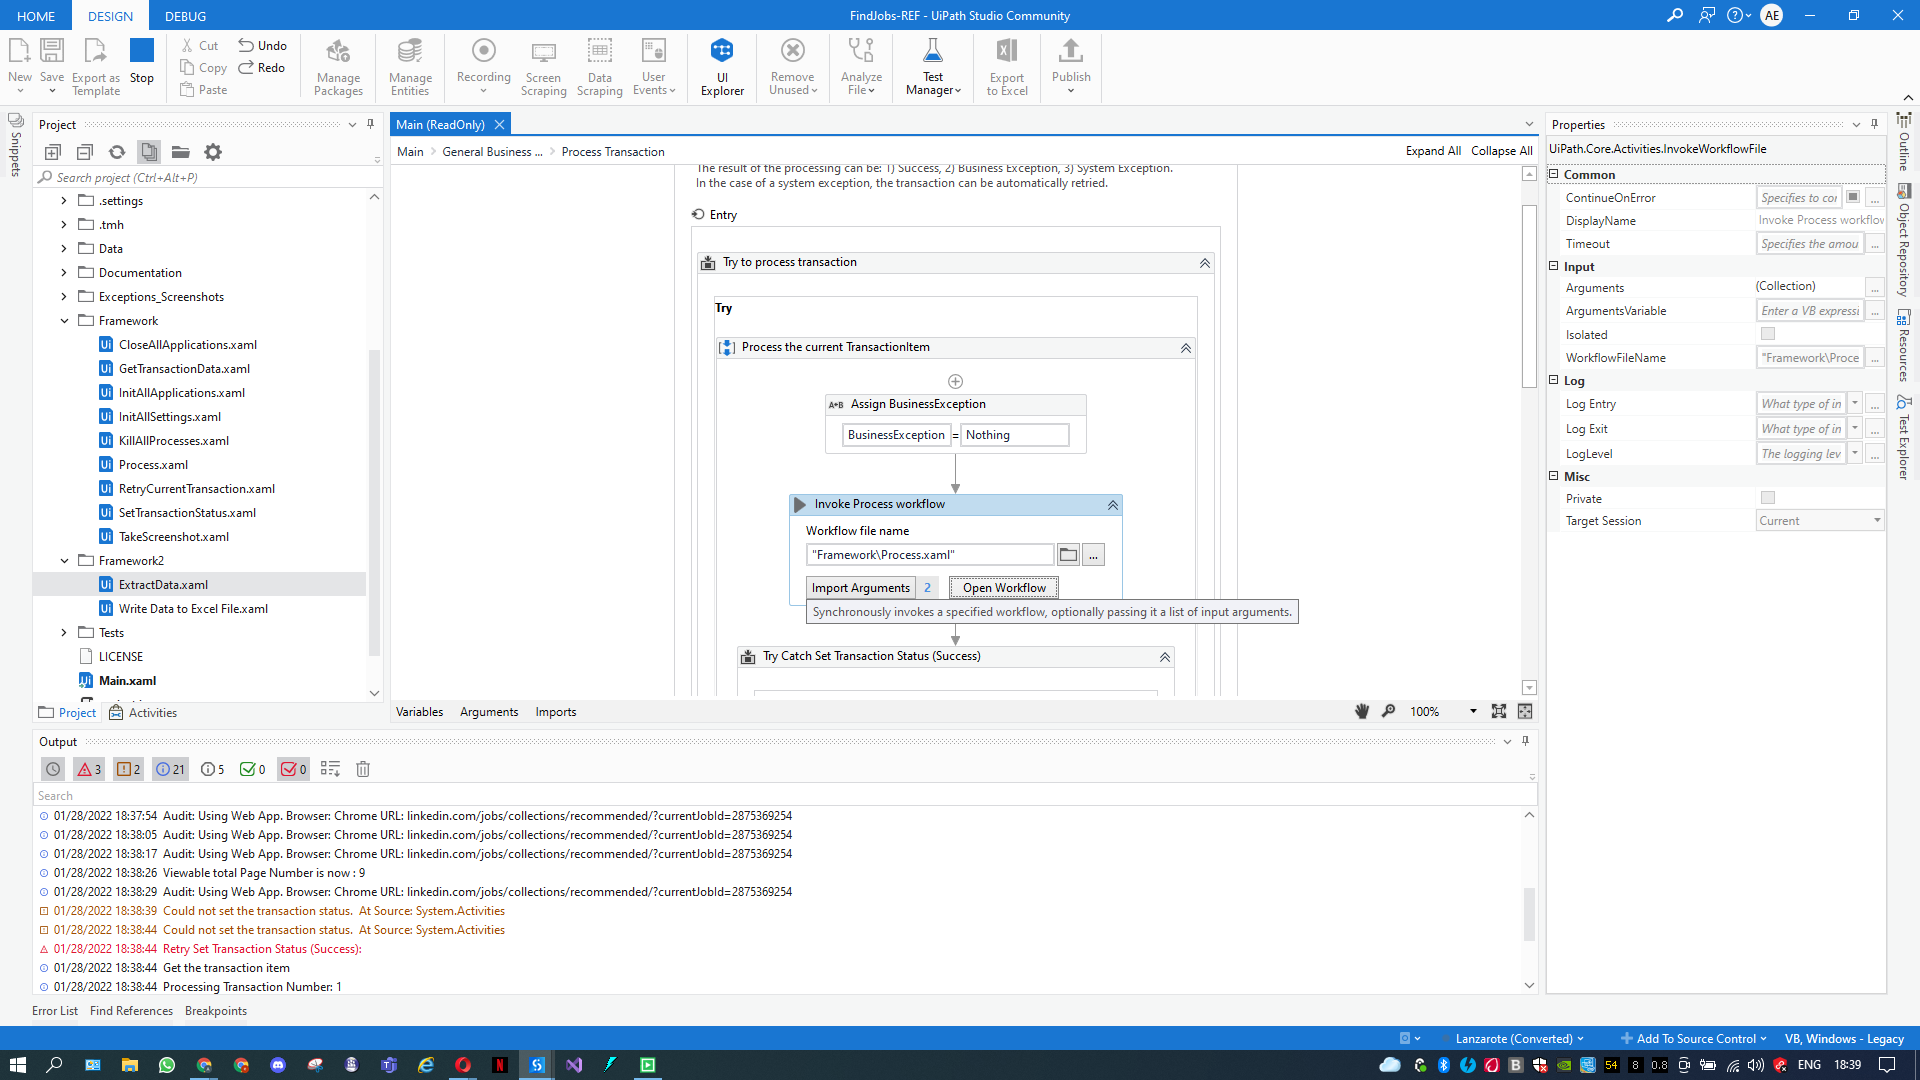 HOME DESIGN DEBUG
FindJobs-REF - UiPath Studio Community
AE
New
Save
Export as Template
Stop
Cut
Copy
Paste
Undo
Redo
Manage Packages
Manage Entities
Recording
Screen Scraping
Data Scraping
User Events
UI Explorer
Remove Unused
Analyze File
Test Manager
Export to Excel
Publish
Snippets
Project
Search project (Ctrl+Alt+P)
.settings
.tmh
Data
Documentation
Exceptions_Screenshots
Framework
CloseAllApplications.xaml
GetTransactionData.xaml
InitAllApplications.xaml
InitAllSettings.xaml
KillAllProcesses.xaml
Process.xaml
RetryCurrentTransaction.xaml
SetTransactionStatus.xaml
TakeScreenshot.xaml
Framework2
ExtractData.xaml
Write Data to Excel File.xaml
Tests
LICENSE
Main.xaml
Project Activities
Main (ReadOnly)
Main General Business ... Process Transaction
Expand All Collapse All
The result of the processing can be: 1) Success, 2) Business Exception, 3) System Exception.
In the case of a system exception, the transaction can be automatically retried.
Entry
Try to process transaction
Try
Process the current TransactionItem
A+B Assign BusinessException
BusinessException = Nothing
Invoke Process workflow
Workflow file name
"Framework\Process.xaml" ...
Import Arguments 2 Open Workflow
Synchronously invokes a specified workflow, optionally passing it a list of input arguments.
Try Catch Set Transaction Status (Success)
Variables Arguments Imports
100%
Properties
UiPath.Core.Activities.InvokeWorkflowFile
Common
ContinueOnError Specifies to cor ...
DisplayName Invoke Process workflow
Timeout Specifies the amou ...
Input
Arguments (Collection) ...
ArgumentsVariable Enter a VB expressi ...
Isolated
WorkflowFileName "Framework\Proce ...
Log
Log Entry What type of in ...
Log Exit What type of in ...
LogLevel The logging lev ...
Misc
Private
Target Session Current
Outline
Object Repository
Resources
Test Explorer
Output
3 2 21 5 0 0
Search
01/28/2022 18:37:54 Audit: Using Web App. Browser: Chrome URL: linkedin.com/jobs/collections/recommended/?currentJobId=2875369254
01/28/2022 18:38:05 Audit: Using Web App. Browser: Chrome URL: linkedin.com/jobs/collections/recommended/?currentJobId=2875369254
01/28/2022 18:38:17 Audit: Using Web App. Browser: Chrome URL: linkedin.com/jobs/collections/recommended/?currentJobId=2875369254
01/28/2022 18:38:26 Viewable total Page Number is now : 9
01/28/2022 18:38:29 Audit: Using Web App. Browser: Chrome URL: linkedin.com/jobs/collections/recommended/?currentJobId=2875369254
01/28/2022 18:38:39 Could not set the transaction status. At Source: System.Activities
01/28/2022 18:38:44 Could not set the transaction status. At Source: System.Activities
01/28/2022 18:38:44 Retry Set Transaction Status (Success):
01/28/2022 18:38:44 Get the transaction item
01/28/2022 18:38:44 Processing Transaction Number: 1
Error List Find References Breakpoints
Lanzarote (Converted) Add To Source Control VB, Windows - Legacy
54 8 0.8 ENG 18:39